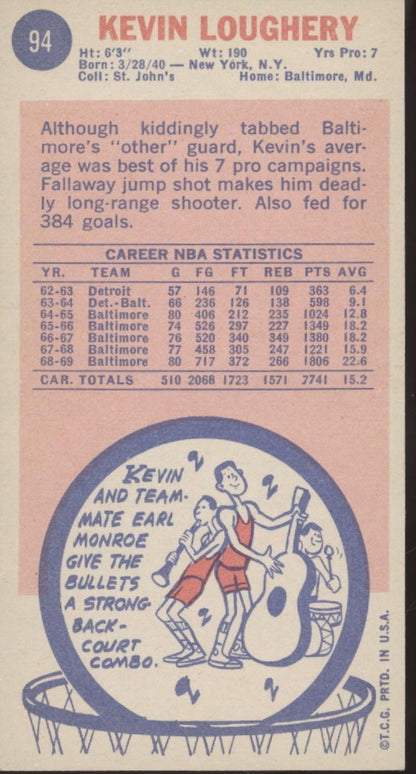 94
KEVIN LOUGHERY
Ht: 6'3" Wt: 190 Yrs Pro: 7
Born: 3/28/40 — New York, N.Y.
Coll: St. John's Home: Baltimore, Md.
Although kiddingly tabbed Balti-
more's "other" guard, Kevin's aver-
age was best of his 7 pro campaigns.
Fallaway jump shot makes him dead-
ly long-range shooter. Also fed for
384 goals.
CAREER NBA STATISTICS
YR. TEAM G FG FT REB PTS AVG
62-63 Detroit 57 146 71 109 363 6.4
63-64 Det.-Balt. 66 236 126 138 598 9.1
64-65 Baltimore 80 406 212 235 1024 12.8
65-66 Baltimore 74 526 297 227 1349 18.2
66-67 Baltimore 76 520 340 349 1380 18.2
67-68 Baltimore 77 458 305 247 1221 15.9
68-69 Baltimore 80 717 372 266 1806 22.6
CAR. TOTALS 510 2068 1723 1571 7741 15.2
KEVIN
AND TEAM-
MATE EARL
MONROE
GIVE THE
BULLETS
A STRONG
BACK-
COURT
COMBO.
©T.C.G. PRTD. IN U.S.A.